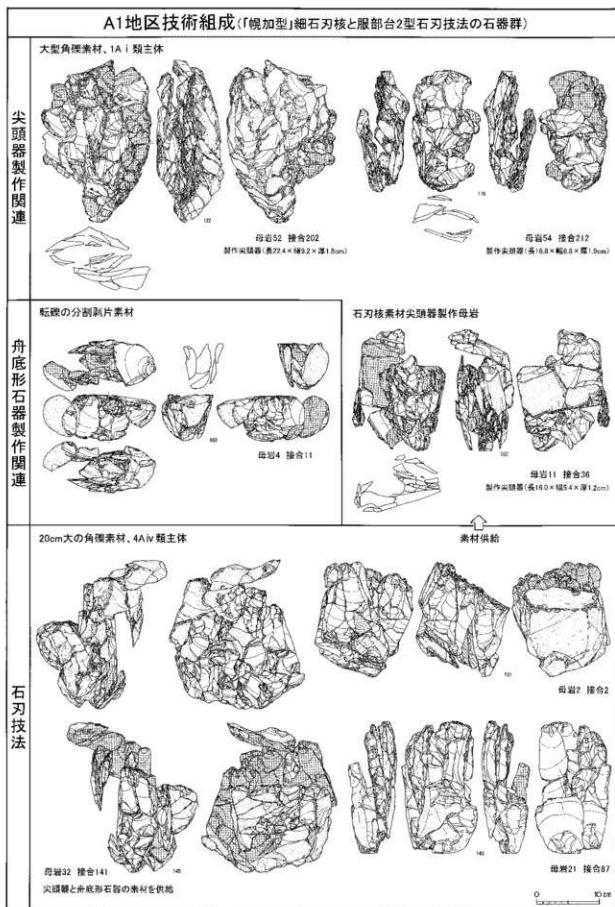 A1地区技術組成(「幌加型」細石刃核と服部台2型石刃技法の石器群)
尖頭器製作関連
大型角礫素材、1Aⅰ類主体
母岩52 接合202
製作尖頭器(長22.4×幅9.2×厚1.8cm)
母岩54 接合212
製作尖頭器(長16.8×幅8.8×厚1.9cm)
舟底形石器製作関連
転礫の分割剥片素材
母岩4 接合11
石刃核素材尖頭器製作母岩
母岩11 接合36
製作尖頭器(長16.0×幅5.4×厚1.2cm)
素材供給
石刃技法
20cm大の角礫素材、4Aⅳ類主体
母岩2 接合2
母岩32 接合141
尖頭器と舟底形石器の素材を供給
母岩21 接合87
0 10cm